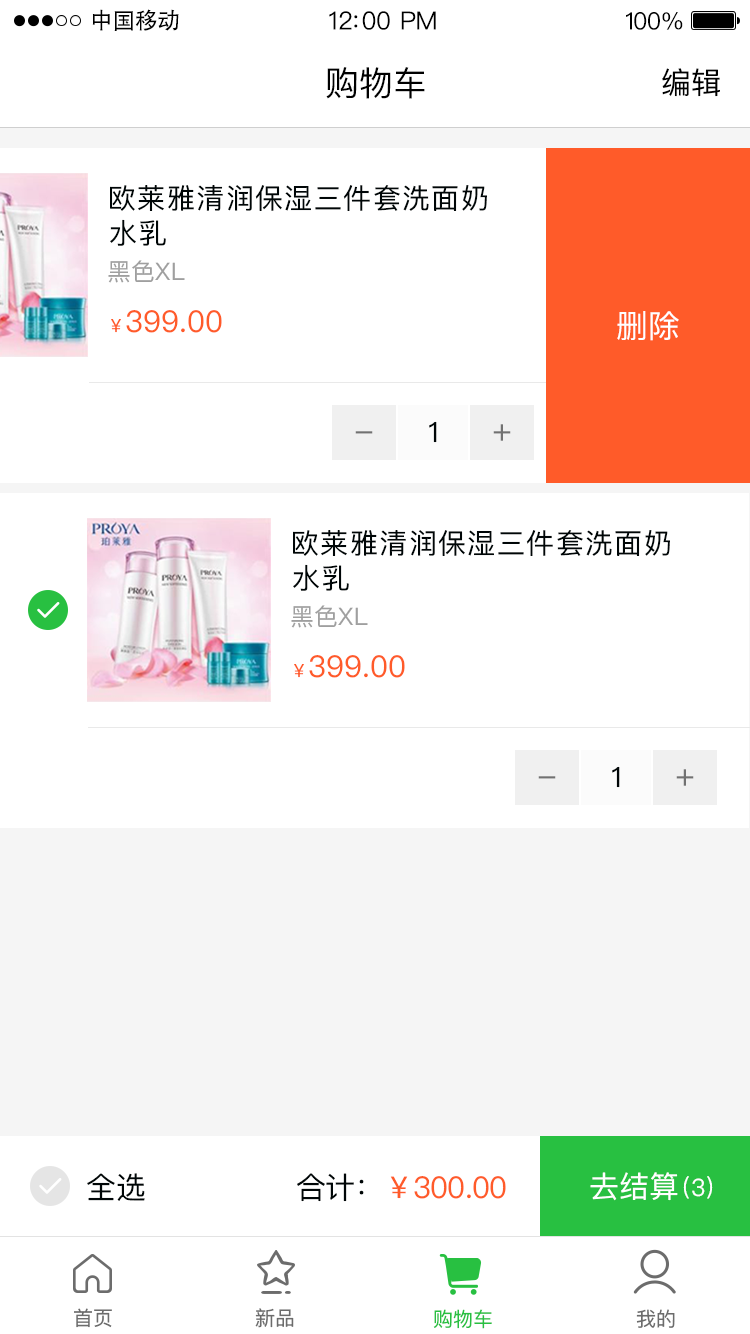 中国移动 12:00 PM 100%
购物车 编辑
PROYA
PROYA
欧莱雅清润保湿三件套洗面奶
水乳
黑色XL
¥399.00
删除
− 1 +
PROYA
珀莱雅
PROYA
PROYA
PROYA
PROYA
欧莱雅清润保湿三件套洗面奶
水乳
黑色XL
¥399.00
− 1 +
全选 合计： ¥300.00 去结算(3)
首页 新品 购物车 我的